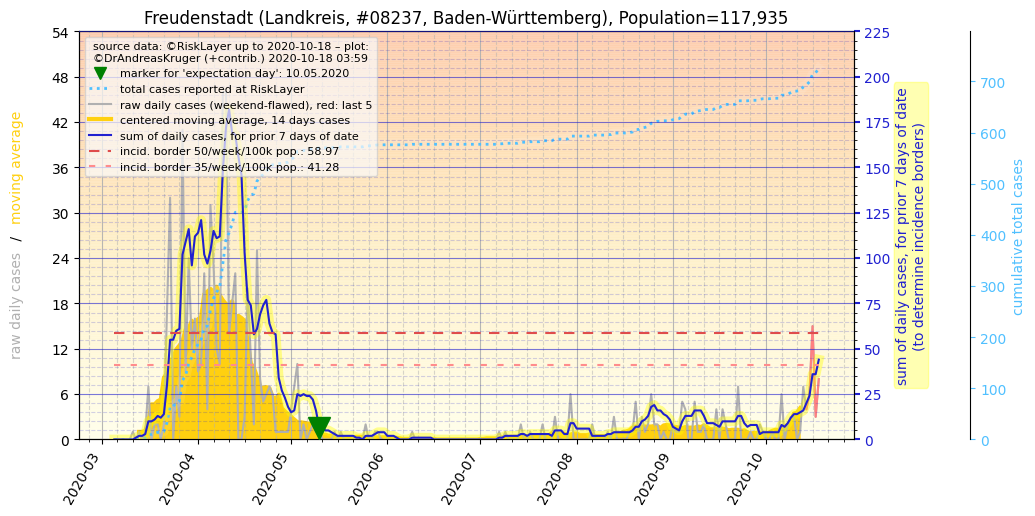 Freudenstadt (Landkreis, #08237, Baden-Württemberg), Population=117,935
source data: ©RiskLayer up to 2020-10-18 – plot:
©DrAndreasKruger (+contrib.) 2020-10-18 03:59
marker for 'expectation day': 10.05.2020
total cases reported at RiskLayer
raw daily cases (weekend-flawed), red: last 5
centered moving average, 14 days cases
sum of daily cases, for prior 7 days of date
incid. border 50/week/100k pop.: 58.97
incid. border 35/week/100k pop.: 41.28
raw daily cases / moving average
54
48
42
36
30
24
18
12
6
0
225
200
175
150
125
100
75
50
25
0
sum of daily cases, for prior 7 days of date
(to determine incidence borders)
700
600
500
400
300
200
100
0
cumulative total cases
2020-03
2020-04
2020-05
2020-06
2020-07
2020-08
2020-09
2020-10